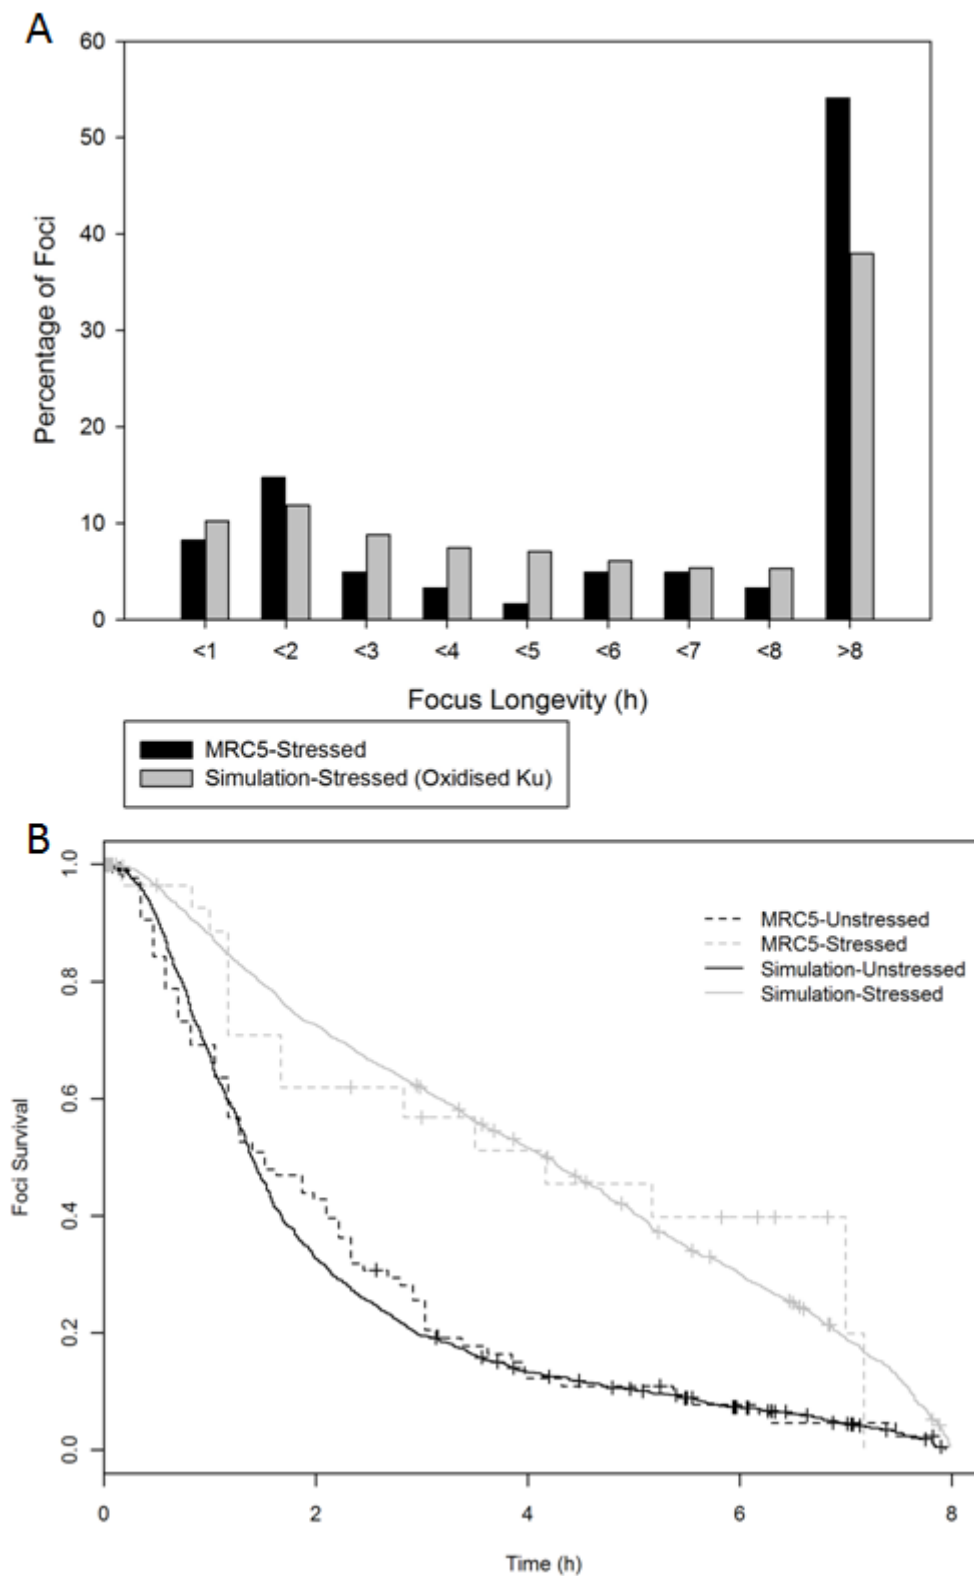 A
60
50
40
30
20
10
0
Percentage of Foci
<1 <2 <3 <4 <5 <6 <7 <8 >8
Focus Longevity (h)
MRC5-Stressed
Simulation-Stressed (Oxidised Ku)
B
1.0
0.8
0.6
0.4
0.2
0.0
Foci Survival
MRC5-Unstressed
MRC5-Stressed
Simulation-Unstressed
Simulation-Stressed
0 2 4 6 8
Time (h)